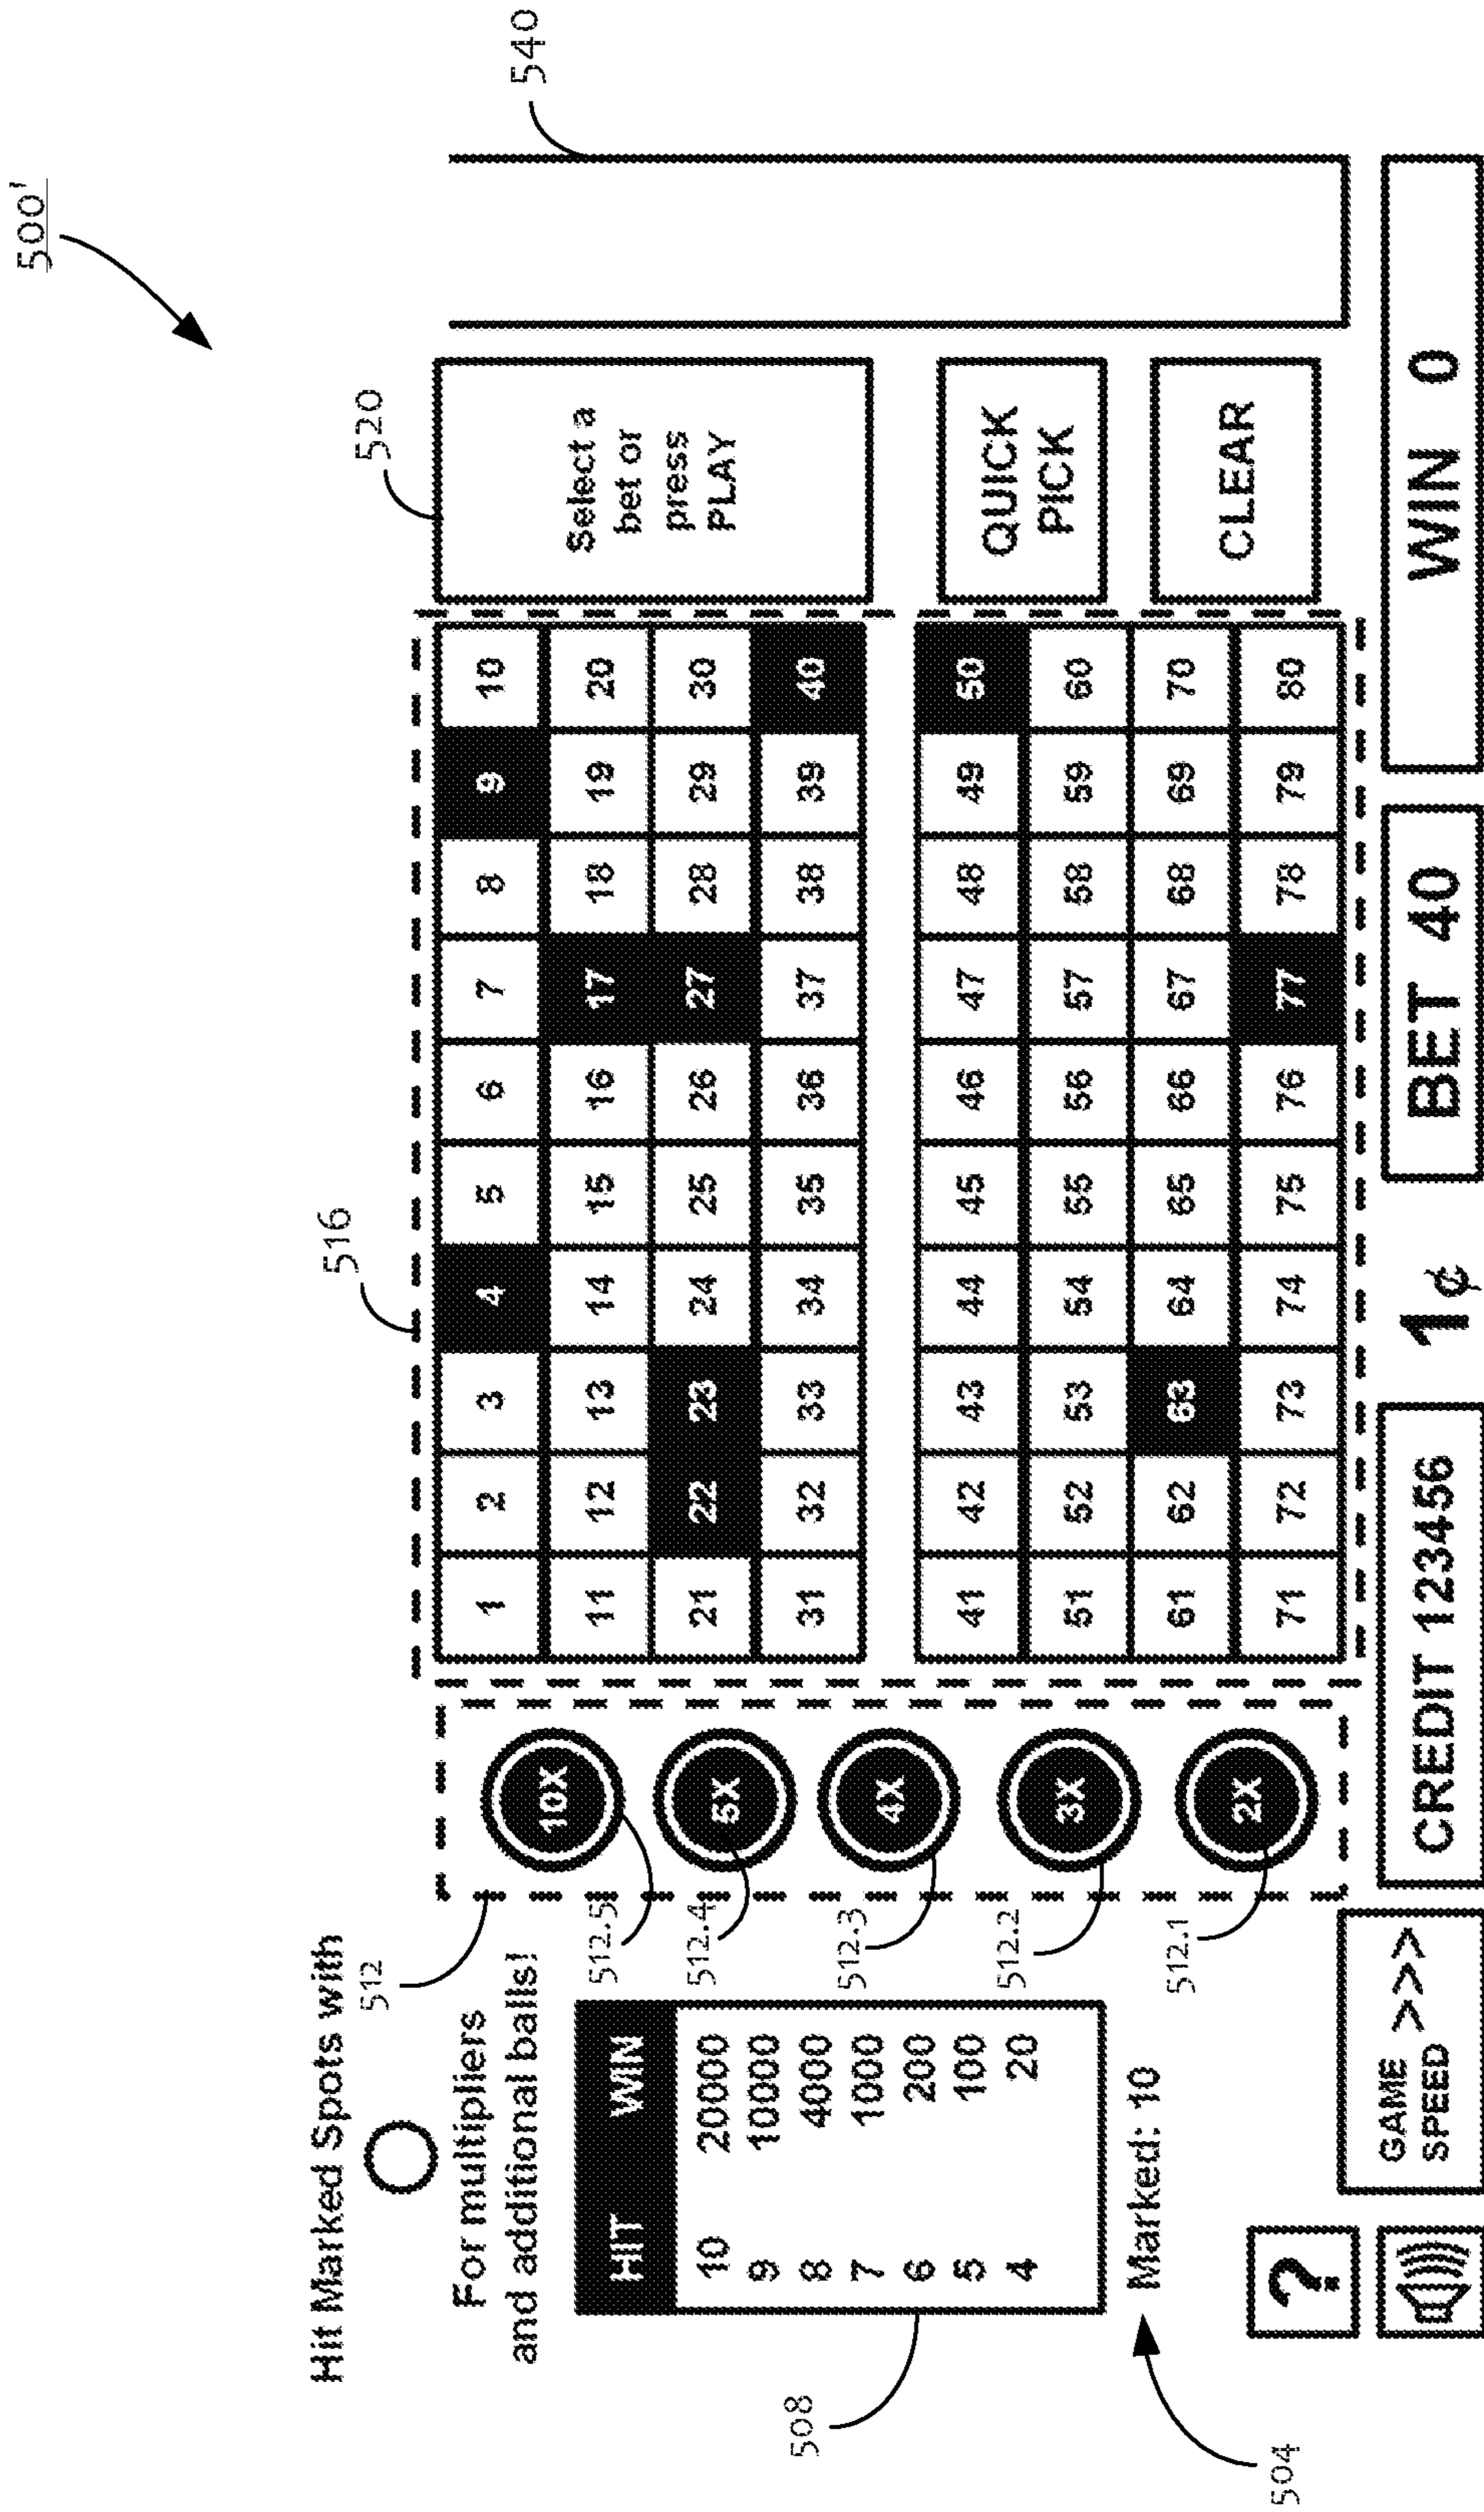 500'
Hit Marked Spots with
For multipliers
and additional balls!
512
516
520
540
HIT WIN
10 20000
9 10000
8 4000
7 1000
6 200
5 100
4 20
508
Marked: 10
504
512.5
512.4
512.3
512.2
512.1
10X
5X
4X
3X
2X
1 2 3 4 5 6 7 8 9 10
11 12 13 14 15 16 17 18 19 20
21 22 23 24 25 26 27 28 29 30
31 32 33 34 35 36 37 38 39 40
41 42 43 44 45 46 47 48 49 50
51 52 53 54 55 56 57 58 59 60
61 62 63 64 65 66 67 68 69 70
71 72 73 74 75 76 77 78 79 80
Select a
bet or
press
PLAY
QUICK
PICK
CLEAR
?
GAME
SPEED >>>
CREDIT 123456
1¢
BET 40
WIN 0